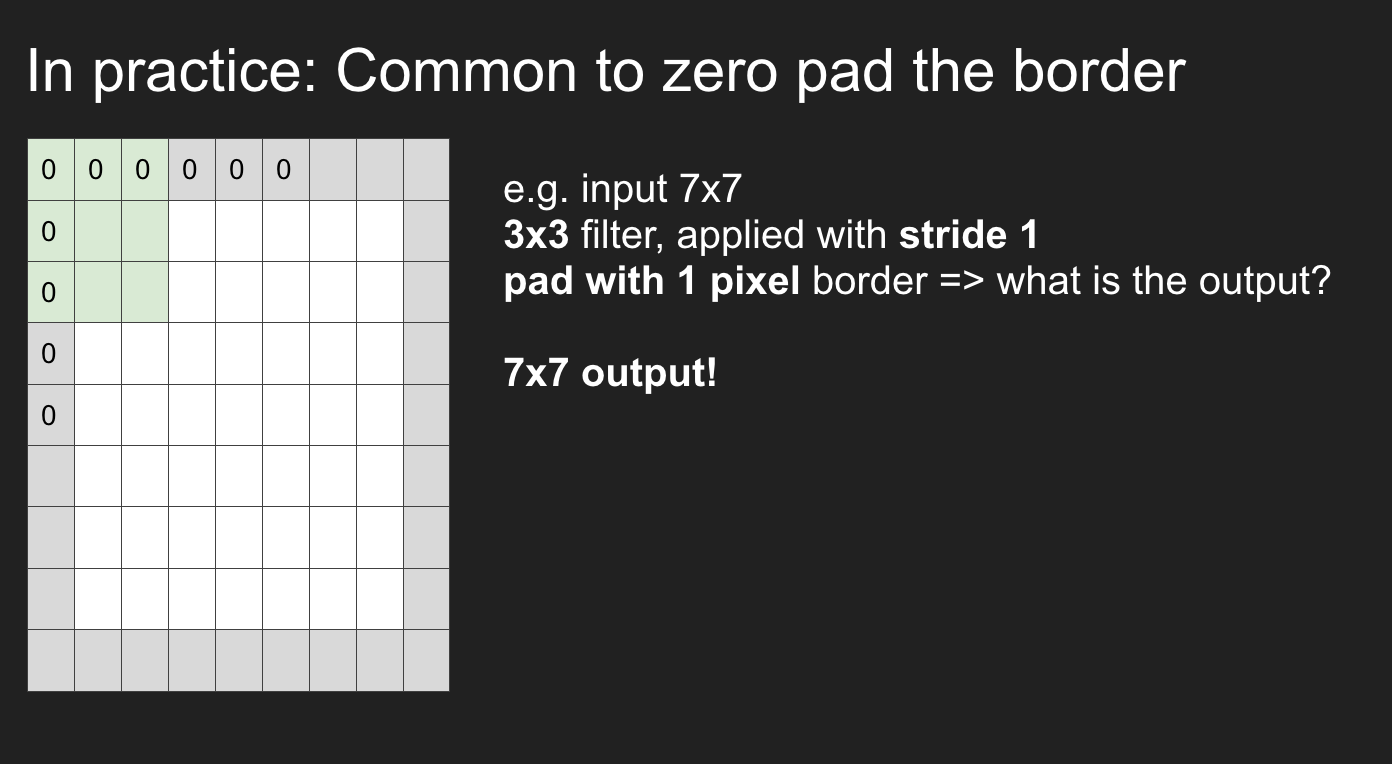 In practice: Common to zero pad the border
0 0 0 0 0 0
0
0
0
0
e.g. input 7x7
3x3 filter, applied with stride 1
pad with 1 pixel border => what is the output?
7x7 output!